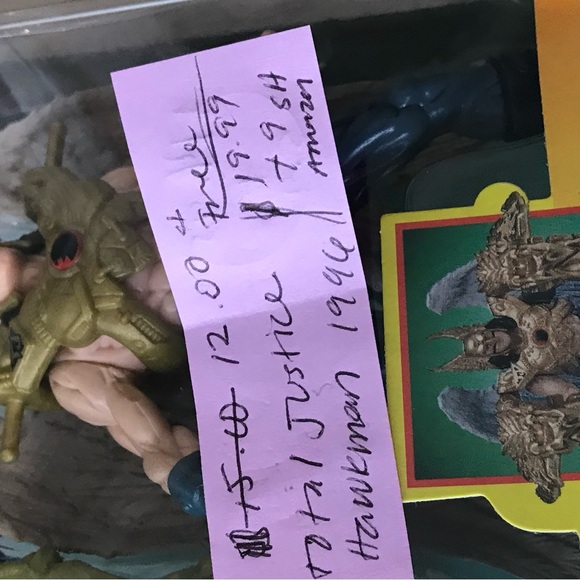 15.00 12.00 +
Free
19.99
+ 9 SH
Amazon
Total Justice
Hawkman 1996